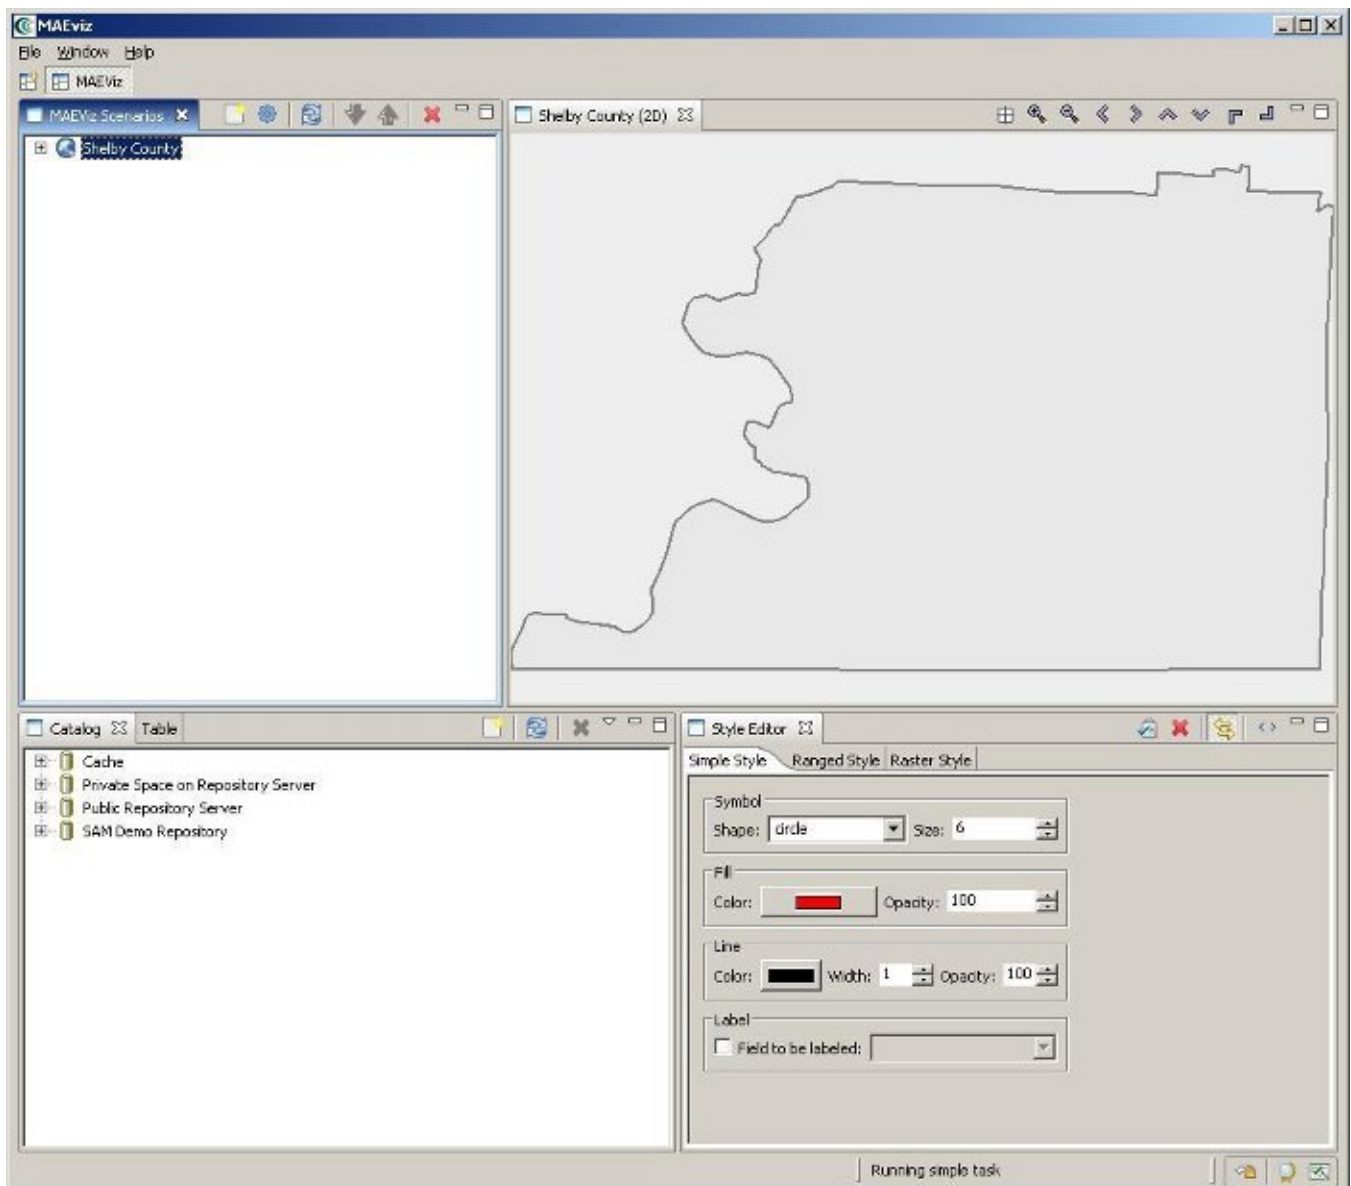 MAEviz
File Window Help
MAEViz
MAEViz Scenarios
Shelby County
Shelby County (2D)
Catalog Table
Cache
Private Space on Repository Server
Public Repository Server
SAM Demo Repository
Style Editor
Simple Style Ranged Style Raster Style
Symbol
Shape: circle Size: 6
Fill
Color: Opacity: 100
Line
Color: Width: 1 Opacity: 100
Label
Field to be labeled:
Running simple task